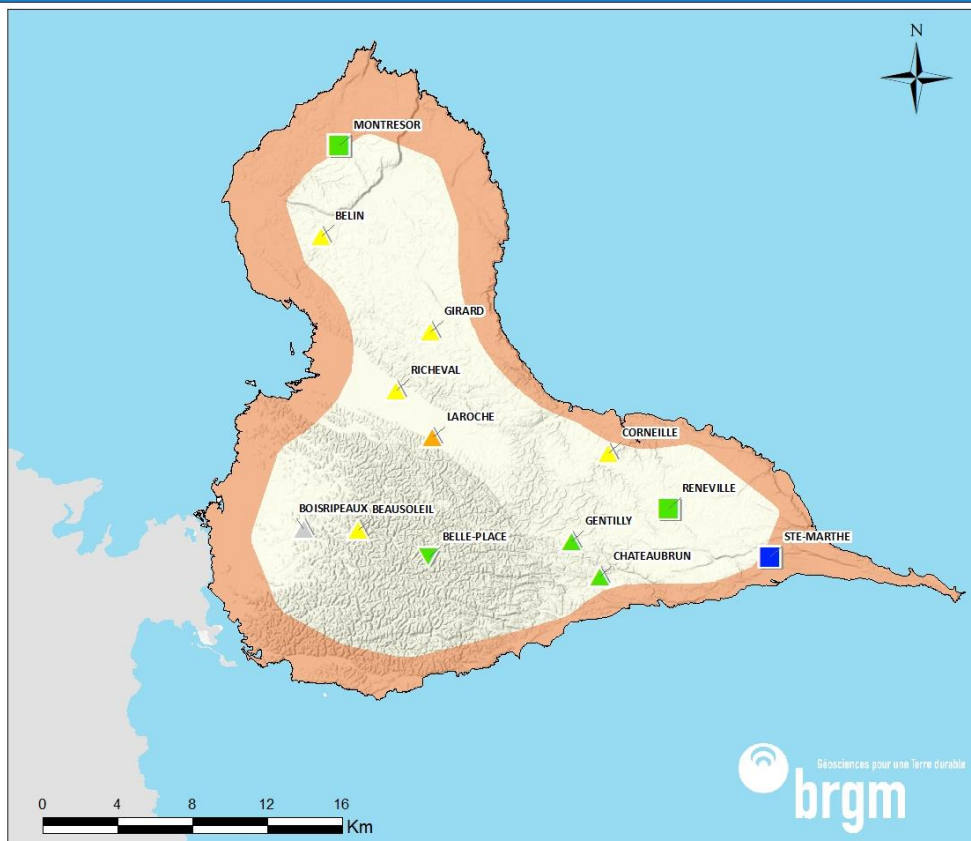 N
MONTRESOR
BELIN
GIRARD
RICHEVAL
LAROCHE
CORNEILLE
RENEVILLE
BOISRIPEAUX
BEAUSOLEIL
GENTILLY
BELLE-PLACE
STE-MARTHE
CHATEAUBRUN
Géosciences pour une Terre durable
brgm
0 4 8 12 16
Km